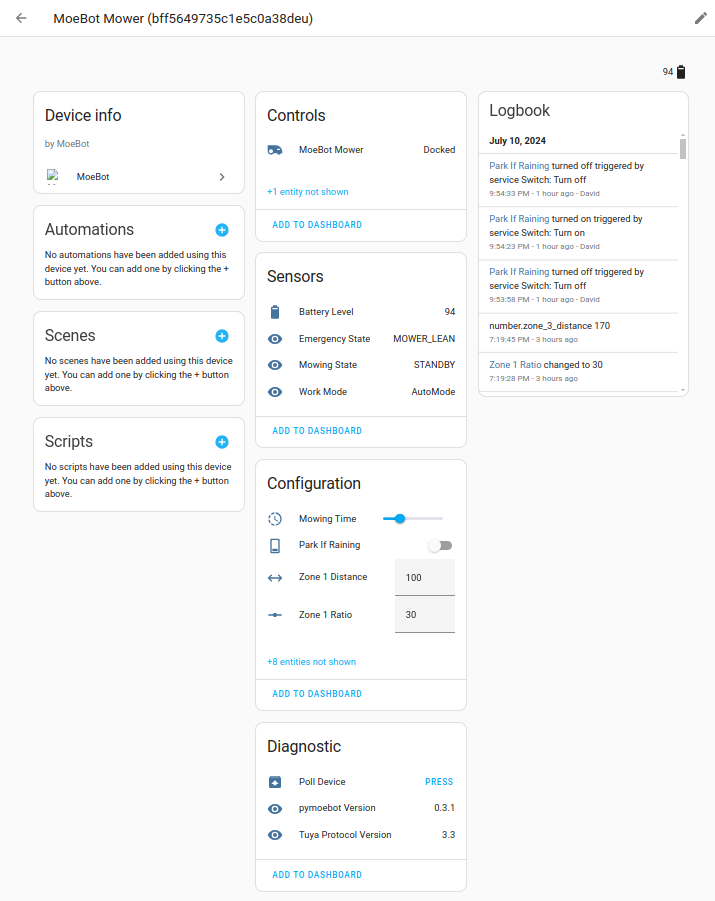 MoeBot Mower (bff5649735c1e5c0a38deu)
94
Device info
by MoeBot
MoeBot
Automations
No automations have been added using this
device yet. You can add one by clicking the +
button above.
Scenes
No scenes have been added using this device
yet. You can add one by clicking the + button
above.
Scripts
No scripts have been added using this device
yet. You can add one by clicking the + button
above.
Controls
MoeBot Mower Docked
+1 entity not shown
ADD TO DASHBOARD
Sensors
Battery Level 94
Emergency State MOWER_LEAN
Mowing State STANDBY
Work Mode AutoMode
ADD TO DASHBOARD
Configuration
Mowing Time
Park If Raining
Zone 1 Distance 100
Zone 1 Ratio 30
+8 entities not shown
ADD TO DASHBOARD
Diagnostic
Poll Device PRESS
pymoebot Version 0.3.1
Tuya Protocol Version 3.3
ADD TO DASHBOARD
Logbook
July 10, 2024
Park If Raining turned off triggered by
service Switch: Turn off
9:54:33 PM - 1 hour ago - David
Park If Raining turned on triggered by
service Switch: Turn on
9:54:23 PM - 1 hour ago - David
Park If Raining turned off triggered by
service Switch: Turn off
9:53:58 PM - 1 hour ago - David
number.zone_3_distance 170
7:19:45 PM - 3 hours ago
Zone 1 Ratio changed to 30
7:19:28 PM - 3 hours ago